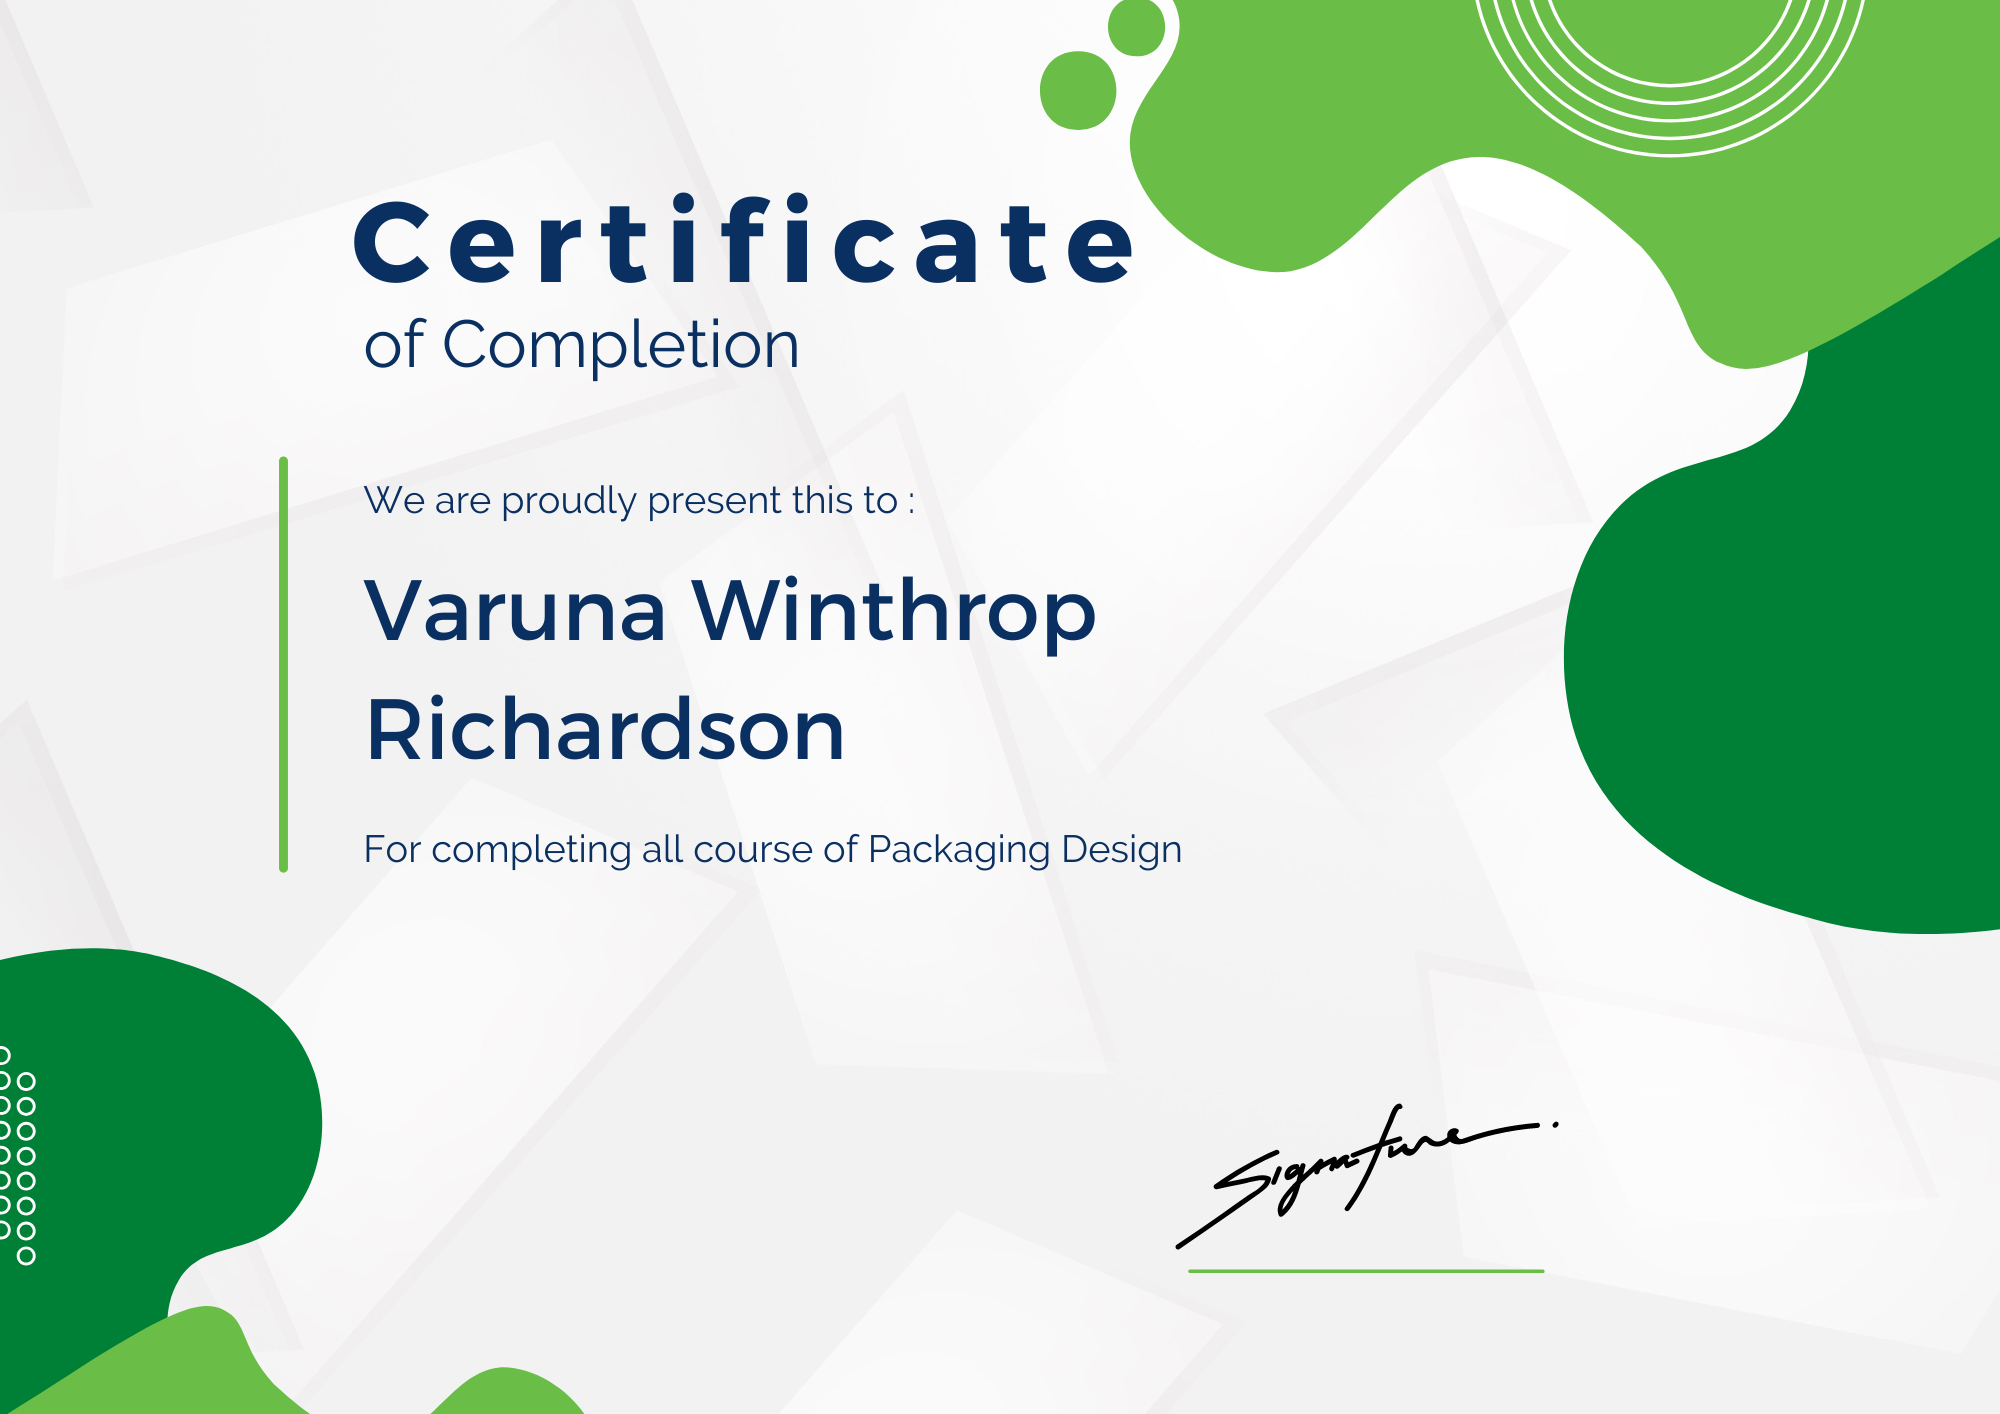 Certificate
of Completion
We are proudly present this to :
Varuna Winthrop
Richardson
For completing all course of Packaging Design
Signature